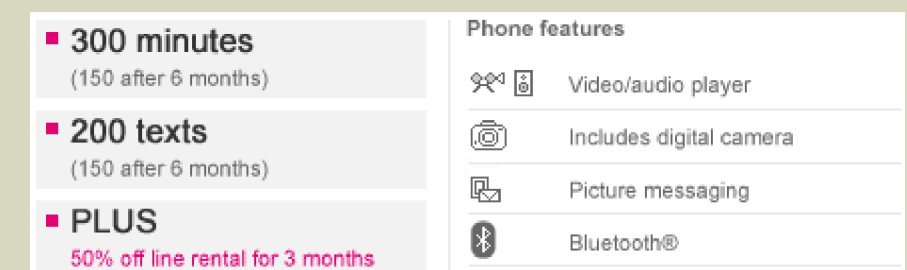 300 minutes
(150 after 6 months)
200 texts
(150 after 6 months)
PLUS
50% off line rental for 3 months
Phone features
Video/audio player
Includes digital camera
Picture messaging
Bluetooth®